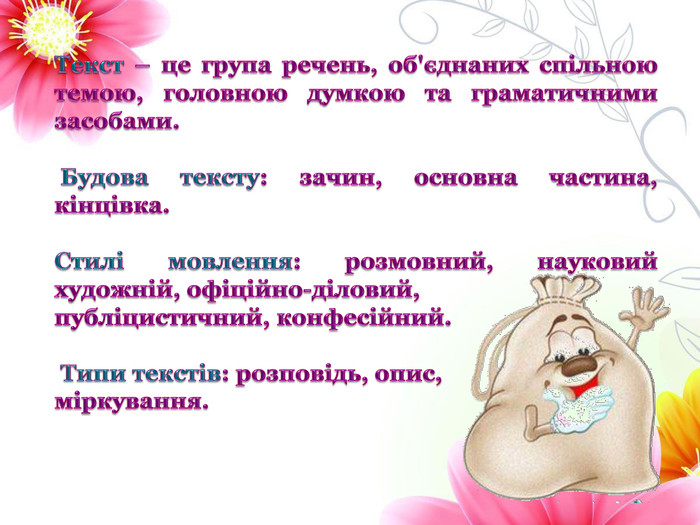 Текст – це група речень, об'єднаних спільною
темою, головною думкою та граматичними
засобами.
Будова тексту: зачин, основна частина,
кінцівка.
Стилі мовлення: розмовний, науковий
художній, офіційно-діловий,
публіцистичний, конфесійний.
Типи текстів: розповідь, опис,
міркування.